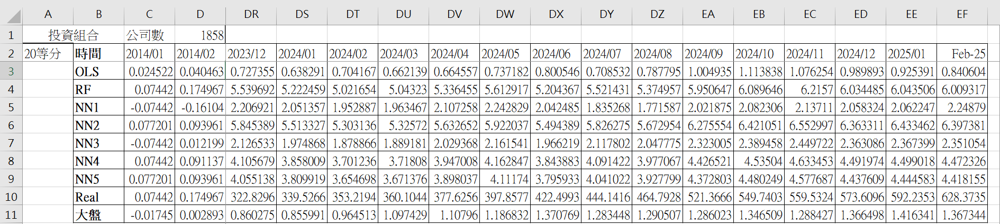 A B C D DR DS DT DU DV DW DX DY DZ EA EB EC ED EE EF
1 投資組合 公司數 1858
2 20等分 時間 2014/01 2014/02 2023/12 2024/01 2024/02 2024/03 2024/04 2024/05 2024/06 2024/07 2024/08 2024/09 2024/10 2024/11 2024/12 2025/01 Feb-25
3 OLS 0.024522 0.040463 0.727355 0.638291 0.704167 0.662139 0.664557 0.737182 0.800546 0.708532 0.787795 1.004935 1.113838 1.076254 0.989893 0.925391 0.840604
4 RF 0.07442 0.174967 5.539692 5.222459 5.021654 5.04323 5.336455 5.612917 5.204367 5.521431 5.374957 5.950647 6.089646 6.2157 6.034485 6.043506 6.009317
5 NN1 -0.07442 -0.16104 2.206921 2.051357 1.952887 1.963467 2.107258 2.242829 2.042485 1.835268 1.771587 2.021875 2.082306 2.13711 2.058324 2.062247 2.24879
6 NN2 0.077201 0.093961 5.845389 5.513327 5.303136 5.32572 5.632652 5.922037 5.494389 5.826275 5.672954 6.275554 6.421051 6.552997 6.363311 6.433462 6.397381
7 NN3 -0.07442 0.012199 2.126533 1.974868 1.878866 1.889181 2.029368 2.161541 1.966219 2.117802 2.047775 2.323005 2.389458 2.449722 2.363086 2.367399 2.351054
8 NN4 0.07442 0.091137 4.105679 3.858009 3.701236 3.71808 3.947008 4.162847 3.843883 4.091422 3.977067 4.426521 4.53504 4.633453 4.491974 4.499018 4.472326
9 NN5 0.077201 0.093961 4.055138 3.809919 3.654698 3.671376 3.898037 4.11174 3.795933 4.041022 3.927799 4.372803 4.480249 4.577687 4.437609 4.444583 4.418155
10 Real 0.07442 0.174967 322.8296 339.5266 353.2194 360.1044 377.6256 397.8577 422.4993 444.1416 464.7928 521.3666 549.7403 559.5324 573.6096 592.2353 628.3735
11 大盤 -0.01745 0.002893 0.860275 0.855991 0.964513 1.097429 1.10796 1.186832 1.370769 1.283448 1.290507 1.286023 1.346509 1.288427 1.366498 1.416341 1.367344